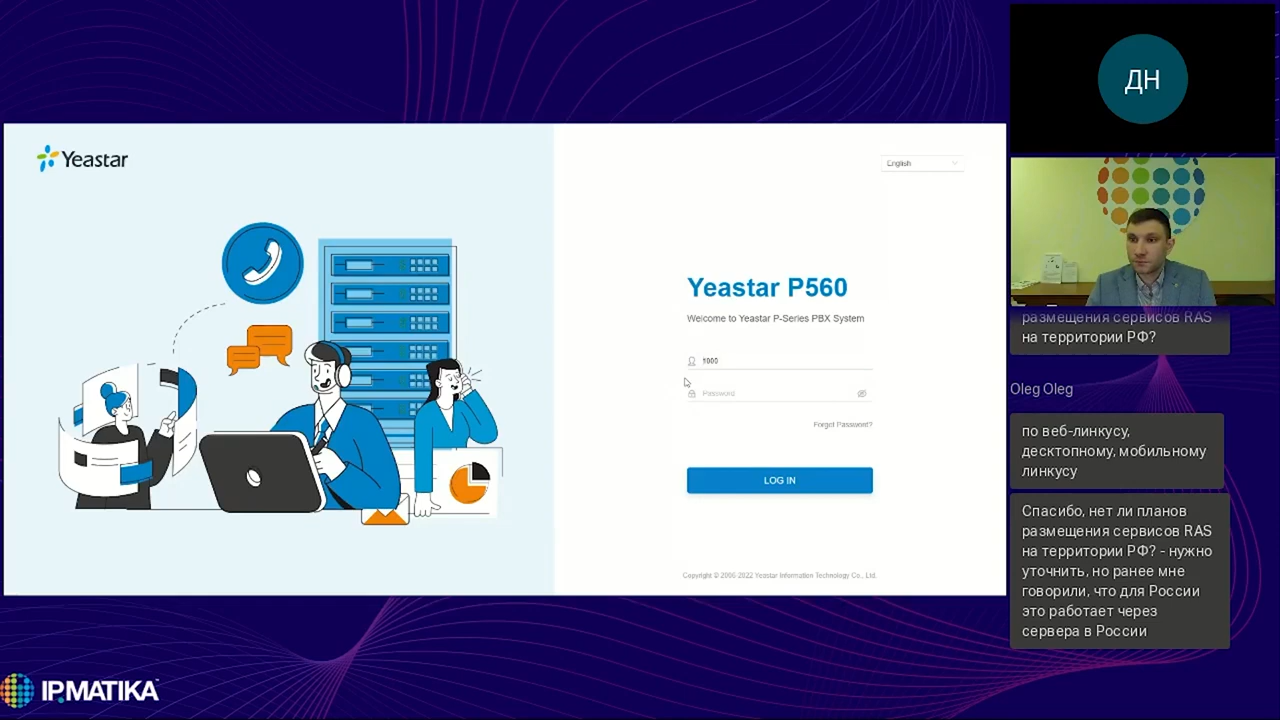 Yeastar
English
Yeastar P560
Welcome to Yeastar P-Series PBX System
1000
Password
Forgot Password?
LOG IN
Copyright © 2006-2022 Yeastar Information Technology Co., Ltd.
IPMATIKA
ДН
размещения сервисов RAS
на территории РФ?
Oleg Oleg
по веб-линкусу,
десктопному, мобильному
линкусу
Спасибо, нет ли планов
размещения сервисов RAS
на территории РФ? - нужно
уточнить, но ранее мне
говорили, что для России
это работает через
сервера в России